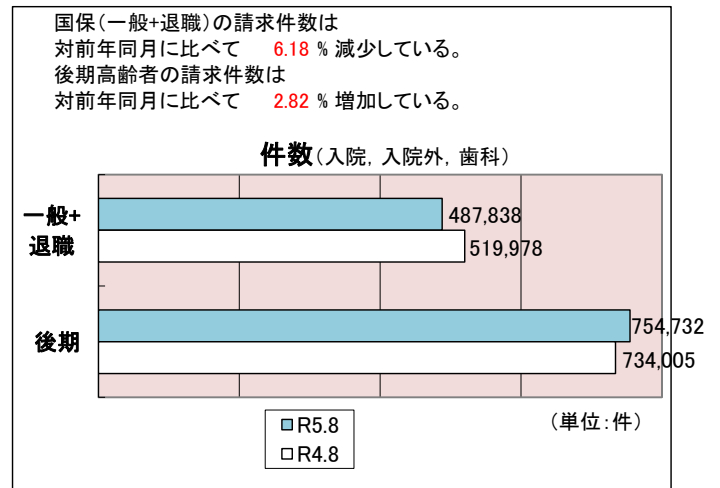 国保（一般+退職）の請求件数は
対前年同月に比べて 6.18 % 減少している。
後期高齢者の請求件数は
対前年同月に比べて 2.82 % 増加している。
件数（入院，入院外，歯科）
一般+
退職
487,838
519,978
後期
754,732
734,005
（単位：件）
R5.8
R4.8